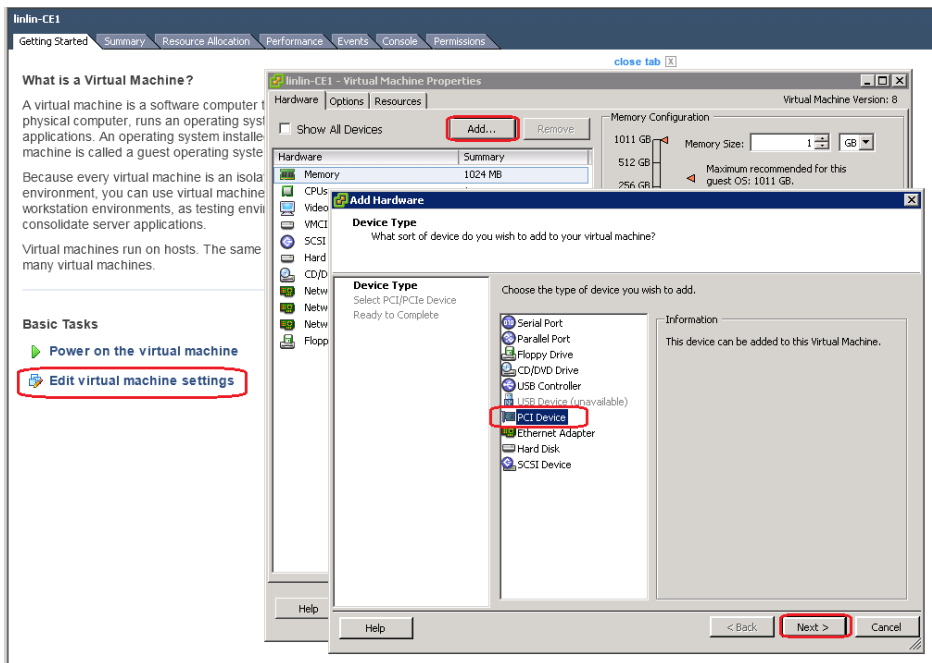 linlin-CE1
Getting Started Summary Resource Allocation Performance Events Console Permissions
close tab X
What is a Virtual Machine?
A virtual machine is a software computer
physical computer, runs an operating syst
applications. An operating system installe
machine is called a guest operating syste
Because every virtual machine is an isola
environment, you can use virtual machine
workstation environments, as testing envi
consolidate server applications.
Virtual machines run on hosts. The same
many virtual machines.
Basic Tasks
Power on the virtual machine
Edit virtual machine settings
linlin-CE1 - Virtual Machine Properties
Hardware Options Resources
Virtual Machine Version: 8
Show All Devices
Add...
Remove
Hardware Summary
Memory 1024 MB
CPUs
Video
VMCI
SCSI
Hard
CD/D
Netw
Netw
Netw
Flopp
Help
Memory Configuration
1011 GB
512 GB
256 GB
Memory Size: 1 GB
Maximum recommended for this
guest OS: 1011 GB.
Add Hardware
Device Type
What sort of device do you wish to add to your virtual machine?
Device Type
Select PCI/PCIe Device
Ready to Complete
Choose the type of device you wish to add.
Serial Port
Parallel Port
Floppy Drive
CD/DVD Drive
USB Controller
USB Device (unavailable)
PCI Device
Ethernet Adapter
Hard Disk
SCSI Device
Information
This device can be added to this Virtual Machine.
Help
< Back
Next >
Cancel